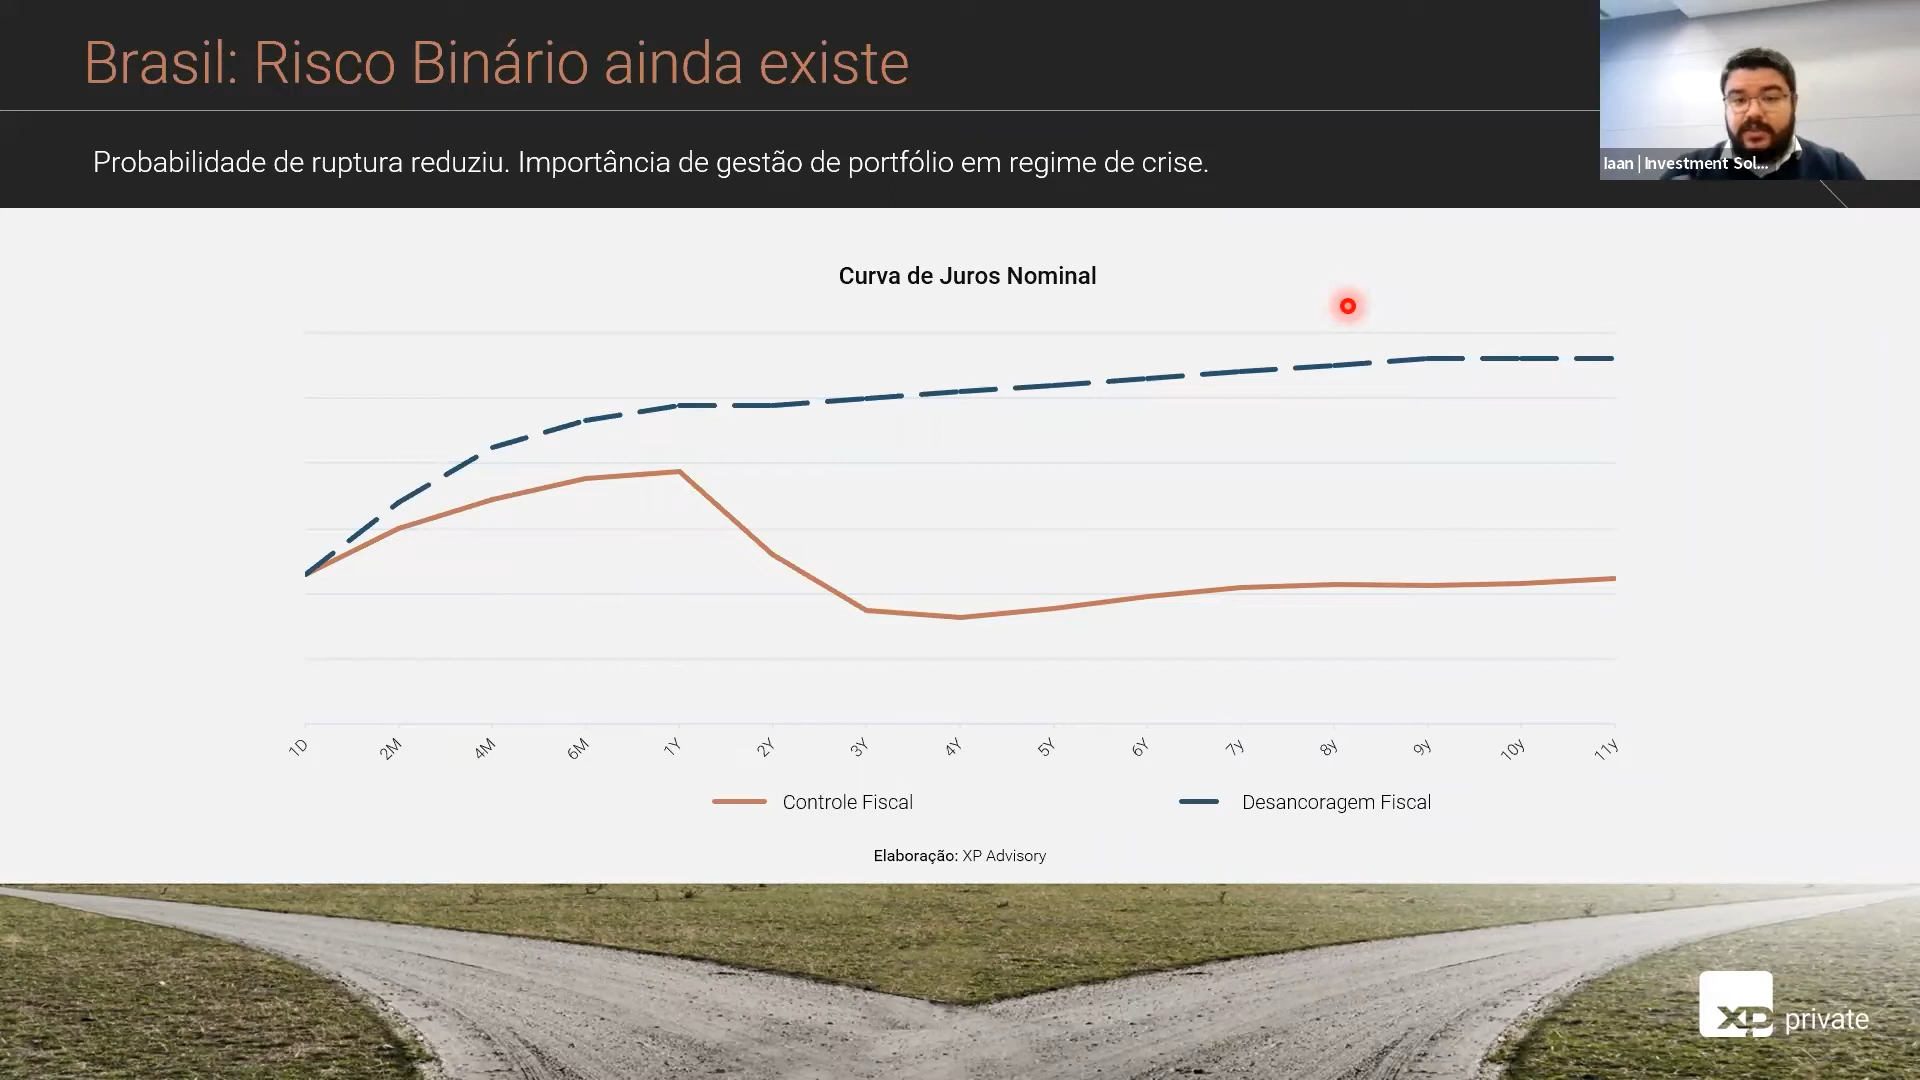 Brasil: Risco Binário ainda existe
Probabilidade de ruptura reduziu. Importância de gestão de portfólio em regime de crise.
laan | Investment Sol...
Curva de Juros Nominal
1D 2M 4M 6M 1Y 2Y 3Y 4Y 5Y 6Y 7y 8y 9y 10y 11y
Controle Fiscal Desancoragem Fiscal
Elaboração: XP Advisory
XP private